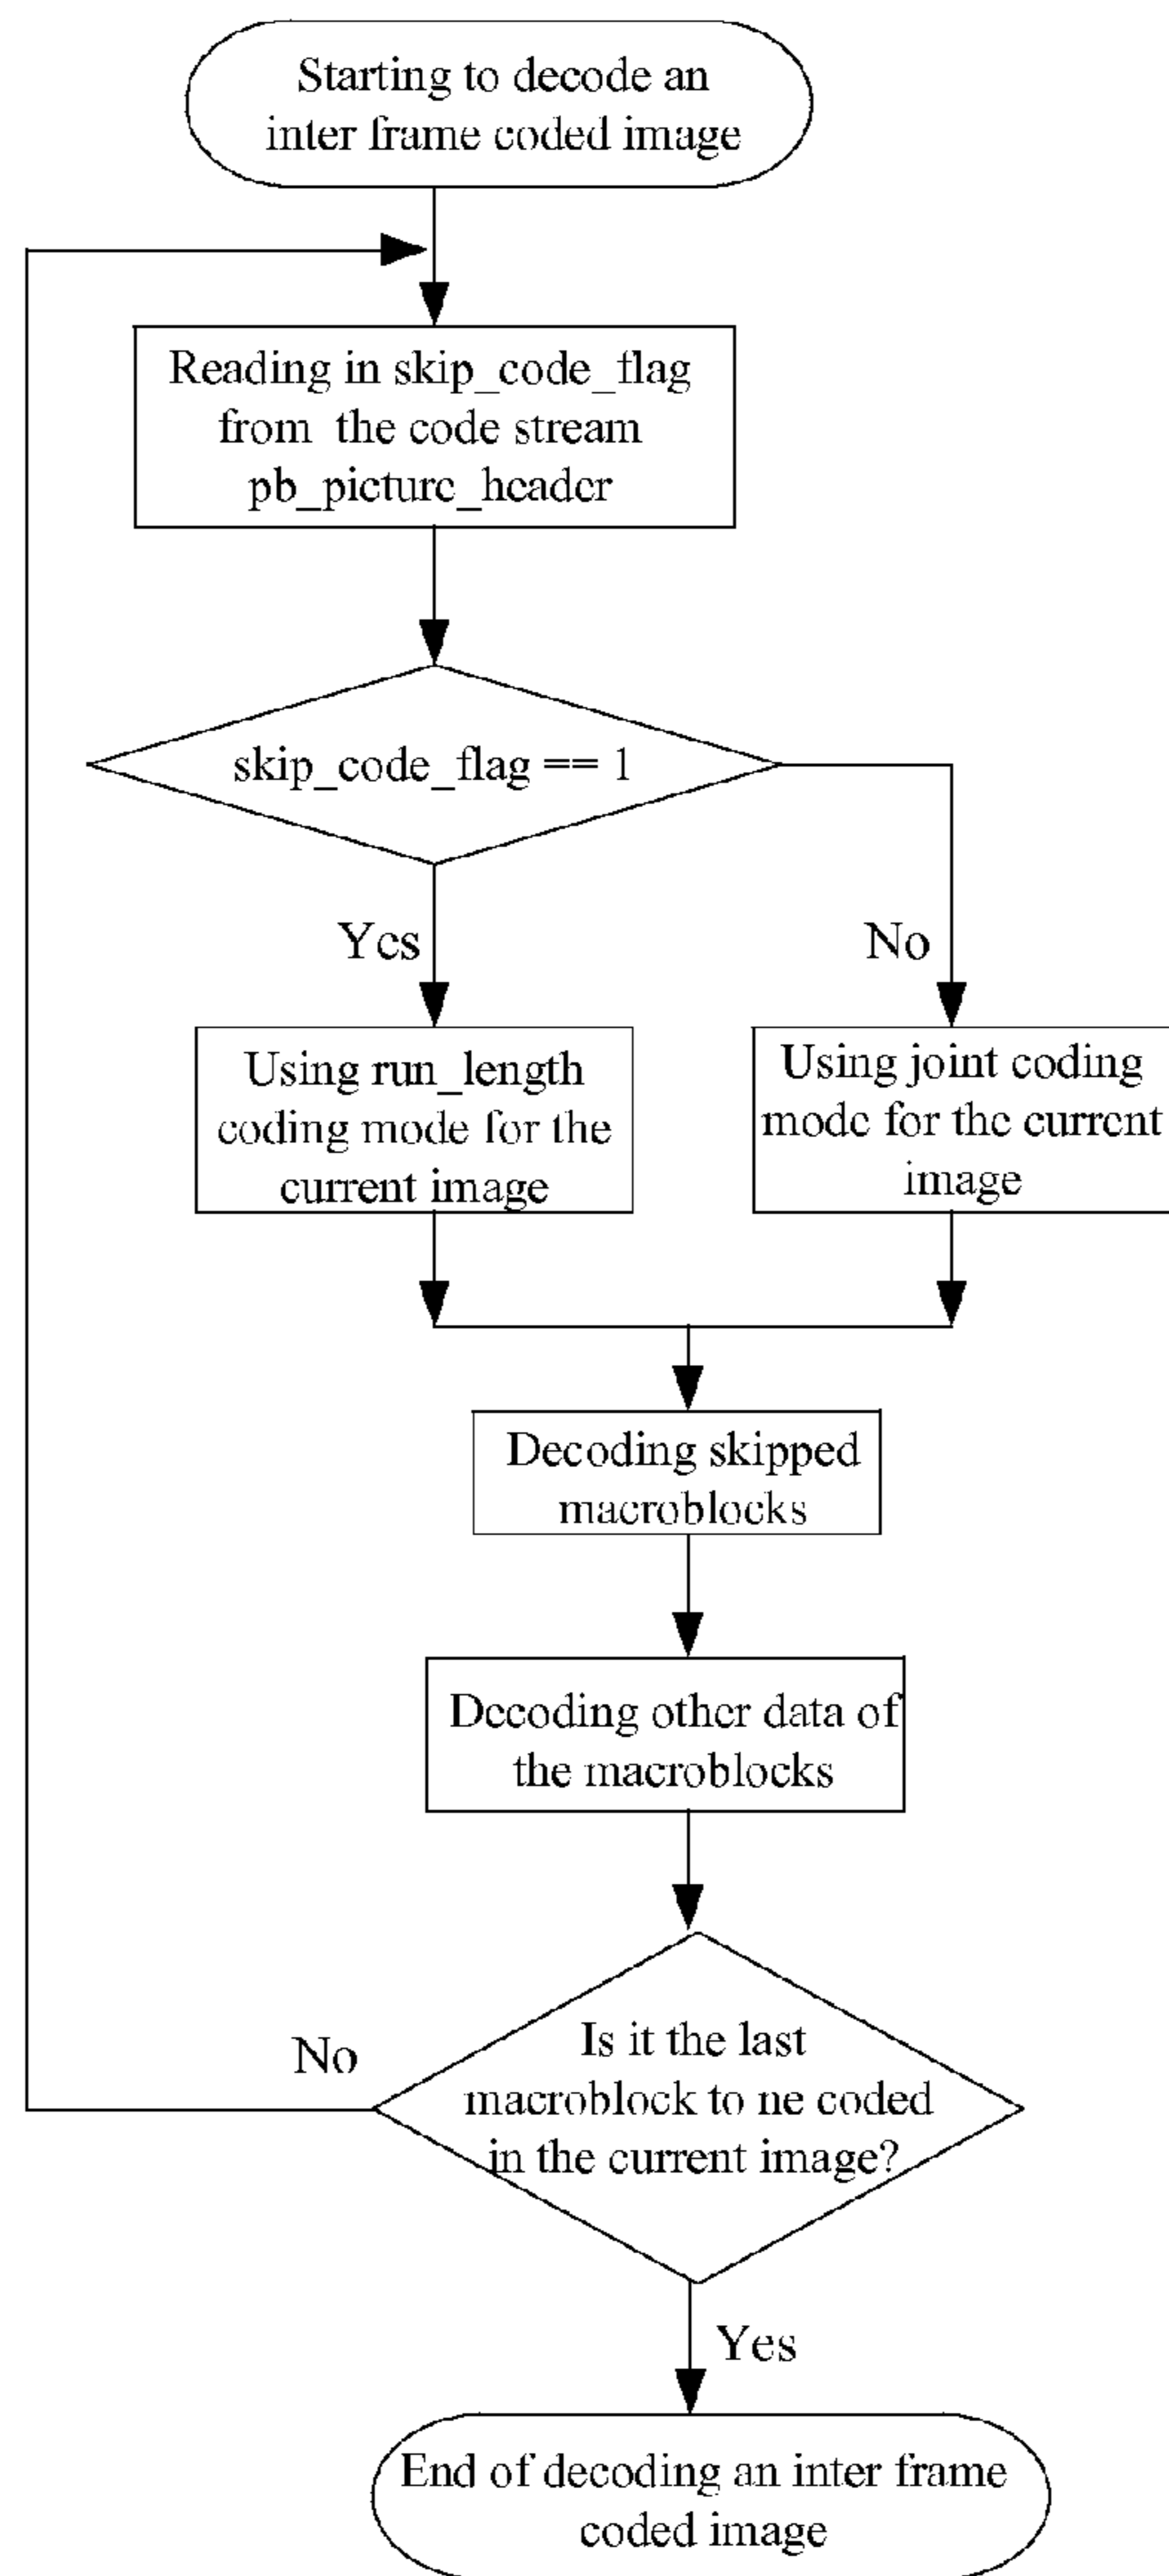 Starting to decode an
inter frame coded image
Reading in skip_code_flag
from the code stream
pb_picture_header
skip_code_flag == 1
Yes
No
Using run_length
coding mode for the
current image
Using joint coding
mode for the current
image
Decoding skipped
macroblocks
Decoding other data of
the macroblocks
Is it the last
macroblock to ne coded
in the current image?
No
Yes
End of decoding an inter frame
coded image